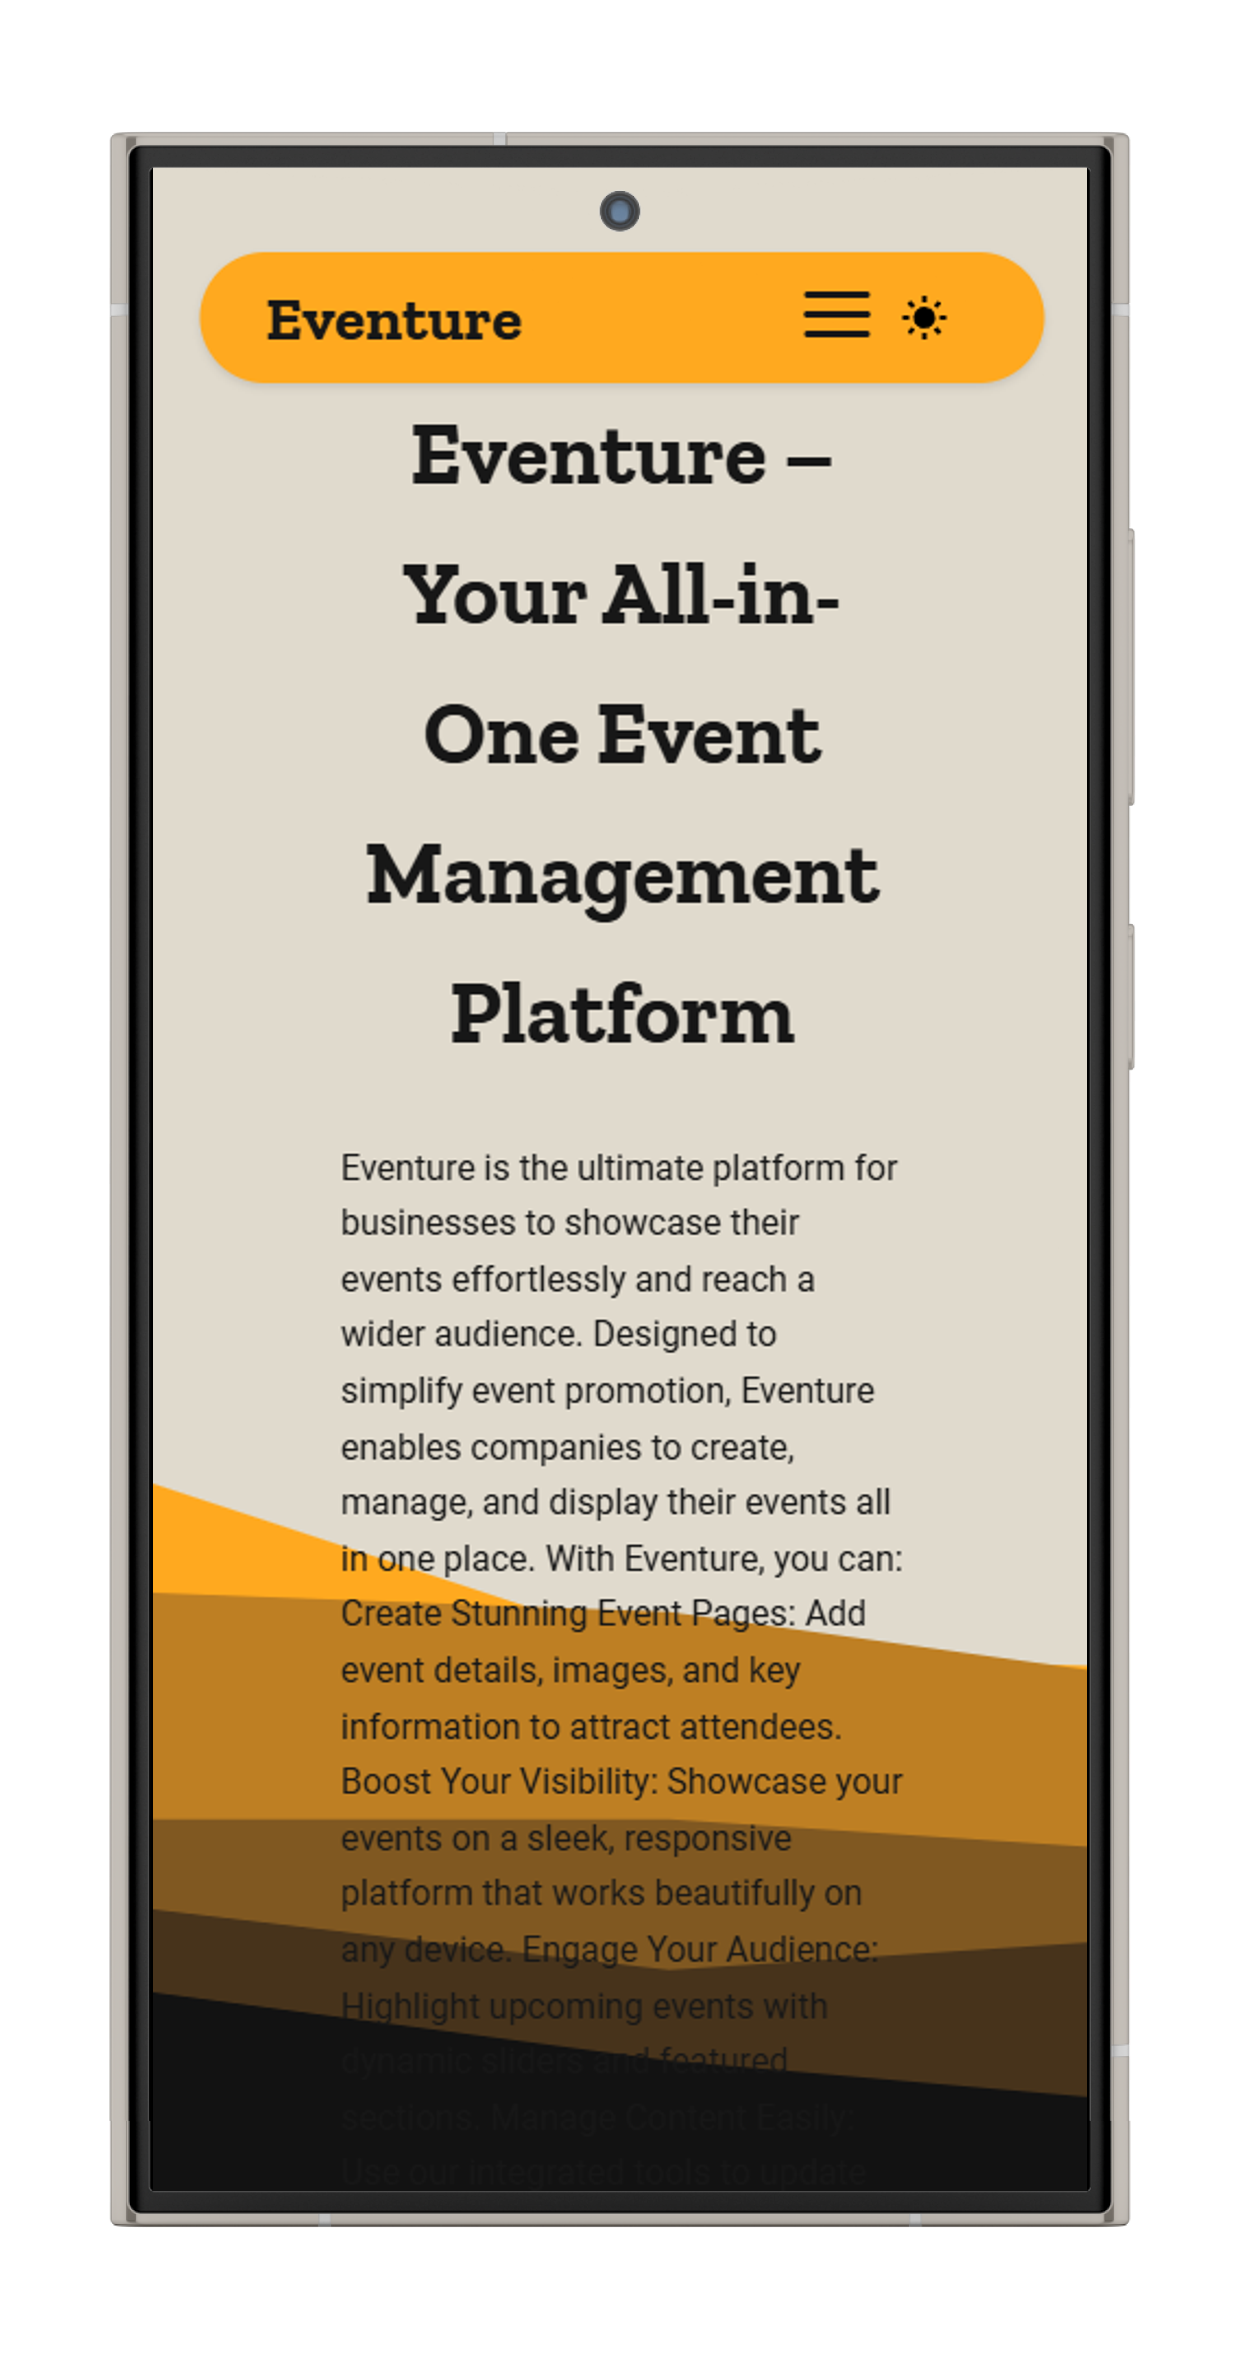 Eventure
Eventure –
Your All-in-
One Event
Management
Platform
Eventure is the ultimate platform for
businesses to showcase their
events effortlessly and reach a
wider audience. Designed to
simplify event promotion, Eventure
enables companies to create,
manage, and display their events all
in one place. With Eventure, you can:
Create Stunning Event Pages: Add
event details, images, and key
information to attract attendees.
Boost Your Visibility: Showcase your
events on a sleek, responsive
platform that works beautifully on
any device. Engage Your Audience:
Highlight upcoming events with
dynamic sliders and featured
sections. Manage Content Easily:
Use our integrated tools to update